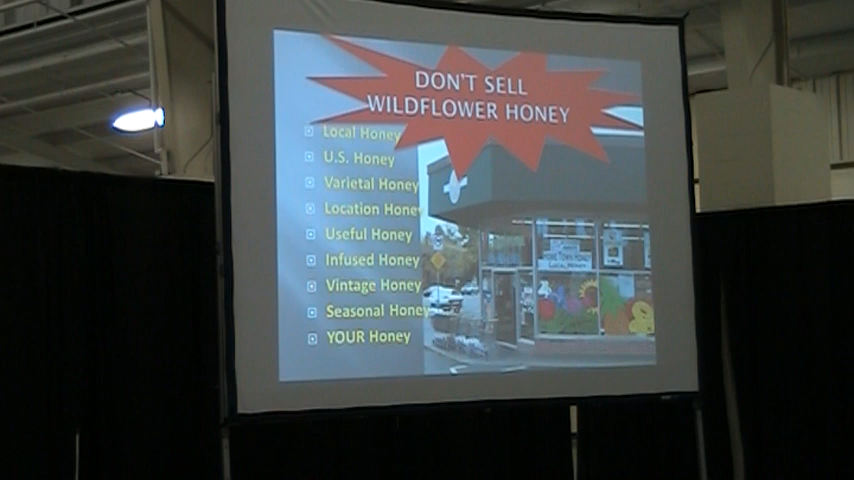 DON'T SELL
WILDFLOWER HONEY
Local Honey
U.S. Honey
Varietal Honey
Location Honey
Useful Honey
Infused Honey
Vintage Honey
Seasonal Honey
YOUR Honey
HOME TOWN HONEY
LOCAL HONEY